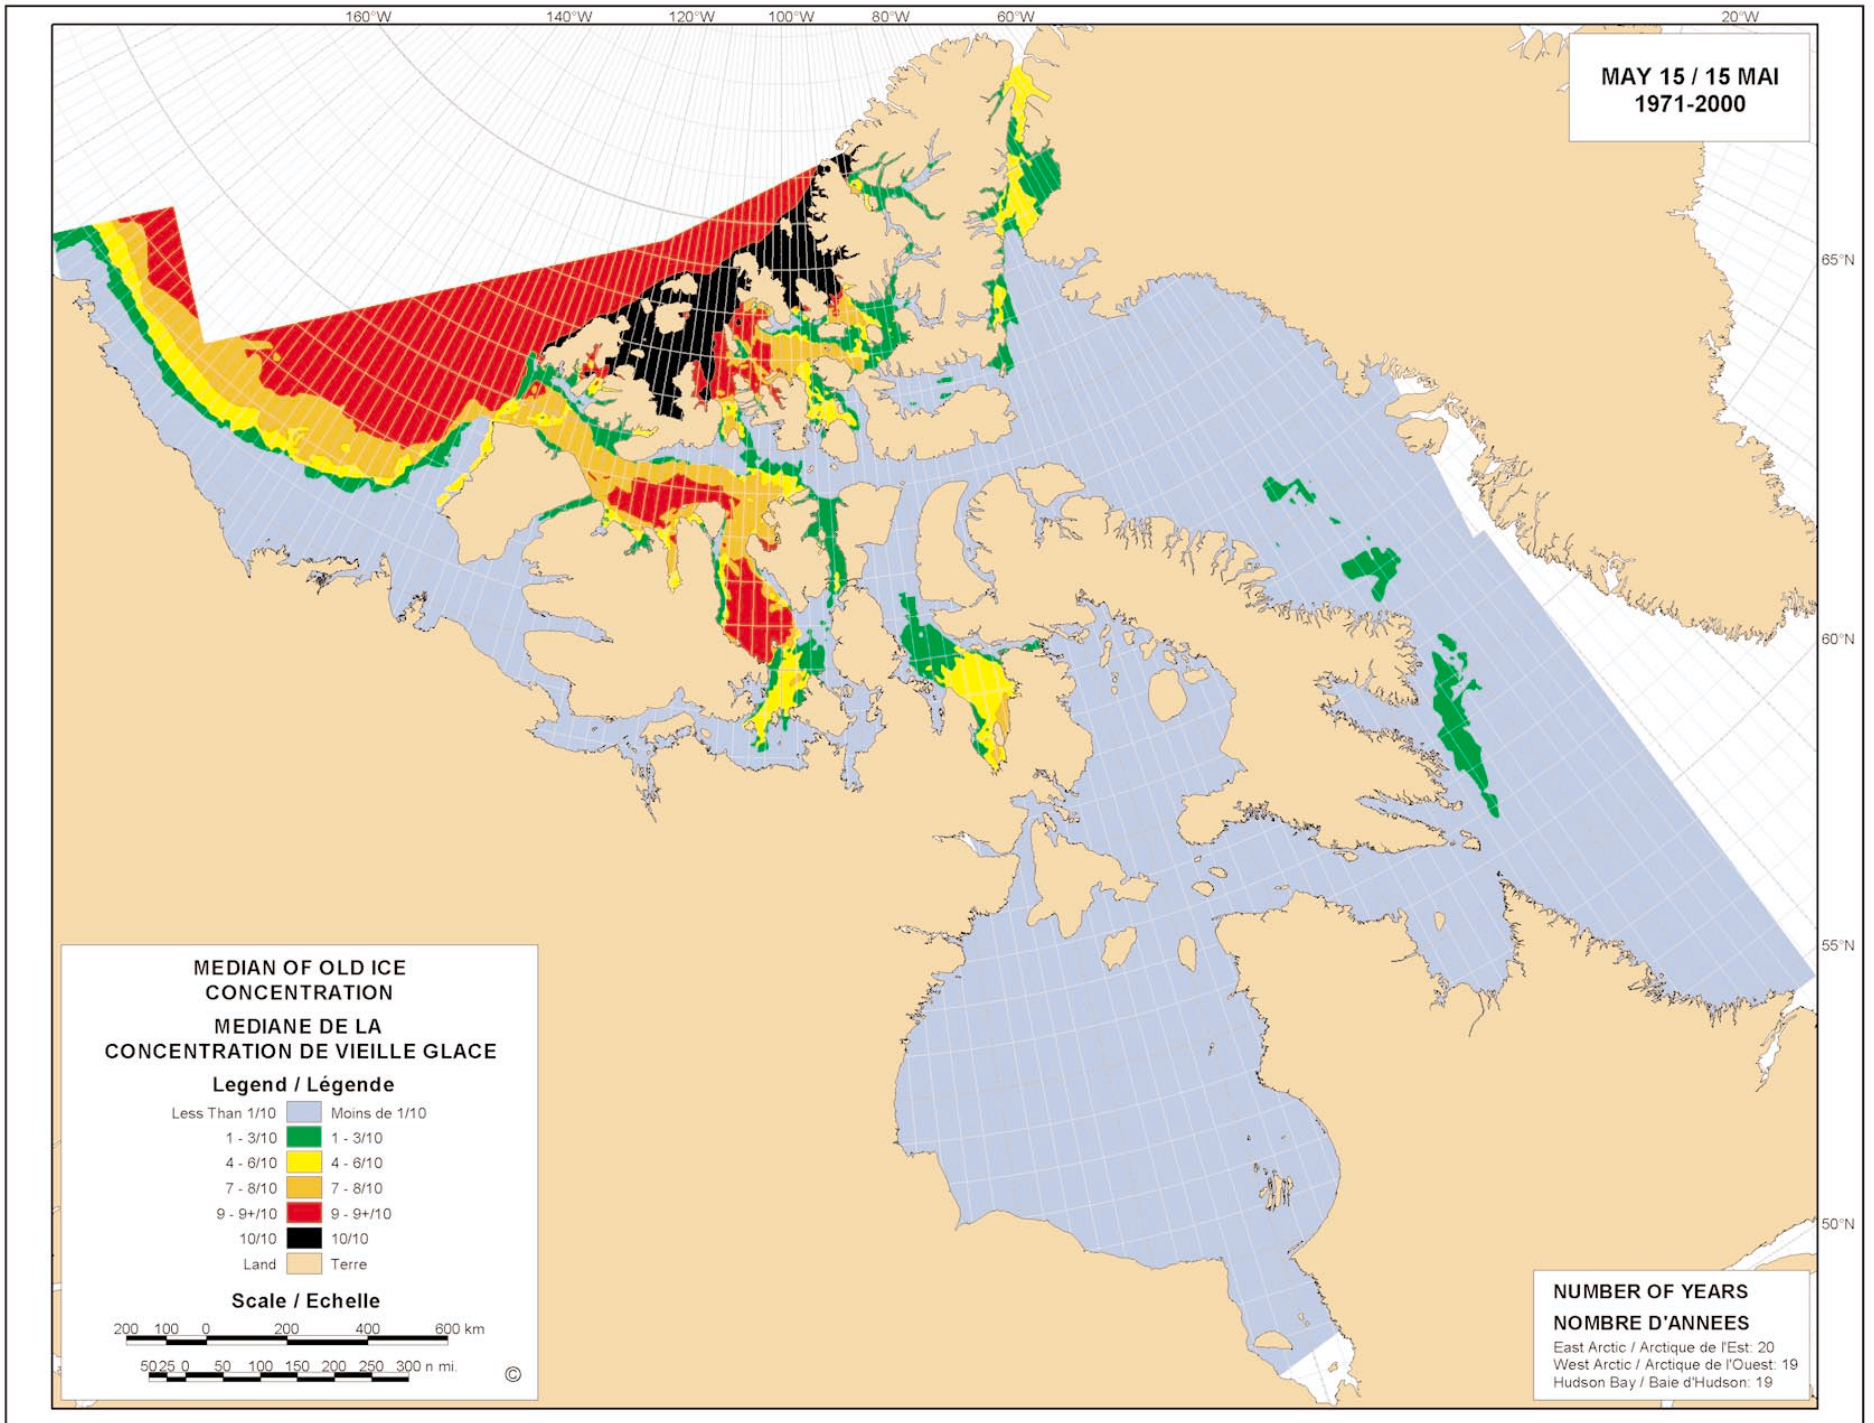 160°W 140°W 120°W 100°W 80°W 60°W 20°W
MAY 15 / 15 MAI
1971-2000
65°N
60°N
55°N
50°N
MEDIAN OF OLD ICE
CONCENTRATION
MEDIANE DE LA
CONCENTRATION DE VIEILLE GLACE
Legend / Légende
Less Than 1/10 Moins de 1/10
1 - 3/10 1 - 3/10
4 - 6/10 4 - 6/10
7 - 8/10 7 - 8/10
9 - 9+/10 9 - 9+/10
10/10 10/10
Land Terre
Scale / Echelle
200 100 0 200 400 600 km
50 25 0 50 100 150 200 250 300 n mi.
©
NUMBER OF YEARS
NOMBRE D'ANNEES
East Arctic / Arctique de l'Est: 20
West Arctic / Arctique de l'Ouest: 19
Hudson Bay / Baie d'Hudson: 19